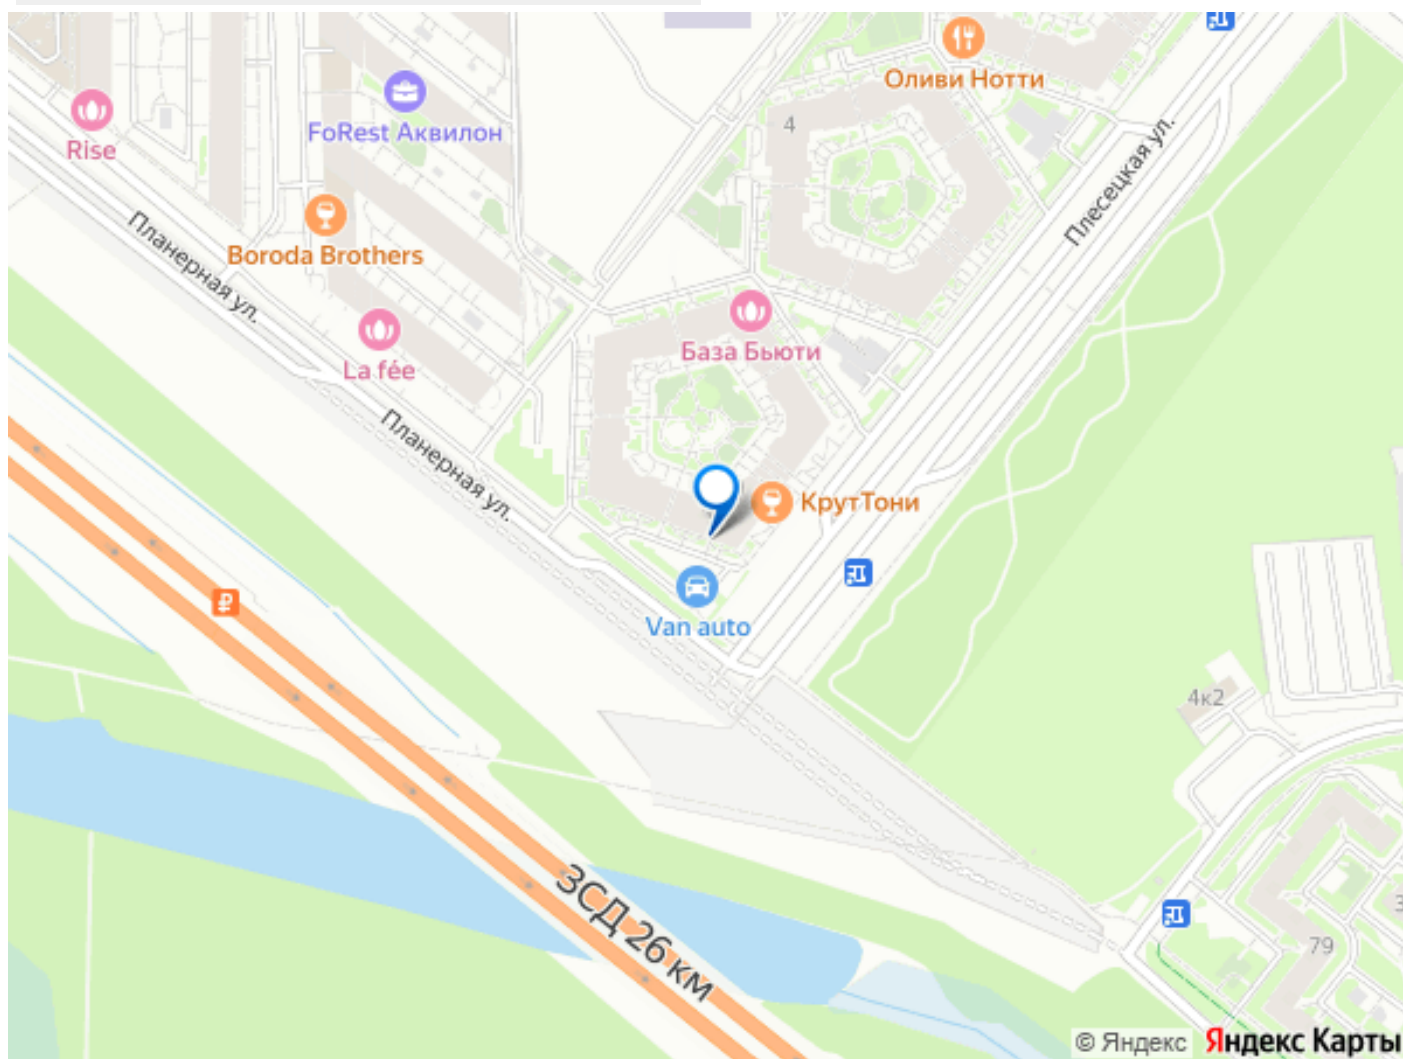 Оливи Нотти
4
FoRest Аквилон
Rise
Плесецкая ул.
Boroda Brothers
Планерная ул.
База Бьюти
La fée
Планерная ул.
КрутТони
₽
Van auto
4к2
ЗСД 26 км
79
© Яндекс
Яндекс Карты